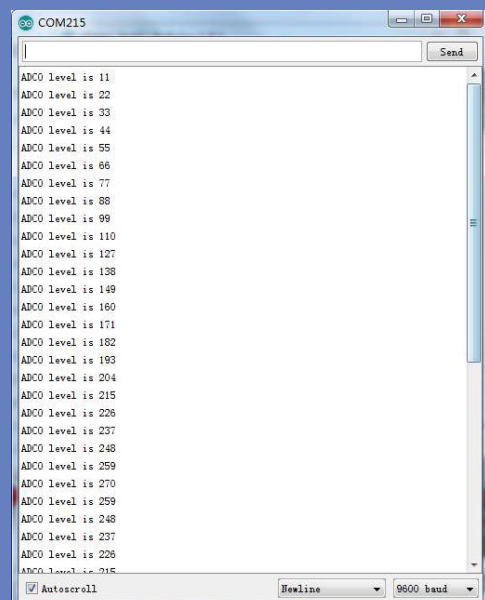 COM215
Send
ADC0 level is 11
ADC0 level is 22
ADC0 level is 33
ADC0 level is 44
ADC0 level is 55
ADC0 level is 66
ADC0 level is 77
ADC0 level is 88
ADC0 level is 99
ADC0 level is 110
ADC0 level is 127
ADC0 level is 138
ADC0 level is 149
ADC0 level is 160
ADC0 level is 171
ADC0 level is 182
ADC0 level is 193
ADC0 level is 204
ADC0 level is 215
ADC0 level is 226
ADC0 level is 237
ADC0 level is 248
ADC0 level is 259
ADC0 level is 270
ADC0 level is 259
ADC0 level is 248
ADC0 level is 237
ADC0 level is 226
ADC0 level is 215
Autoscroll Newline 9600 baud